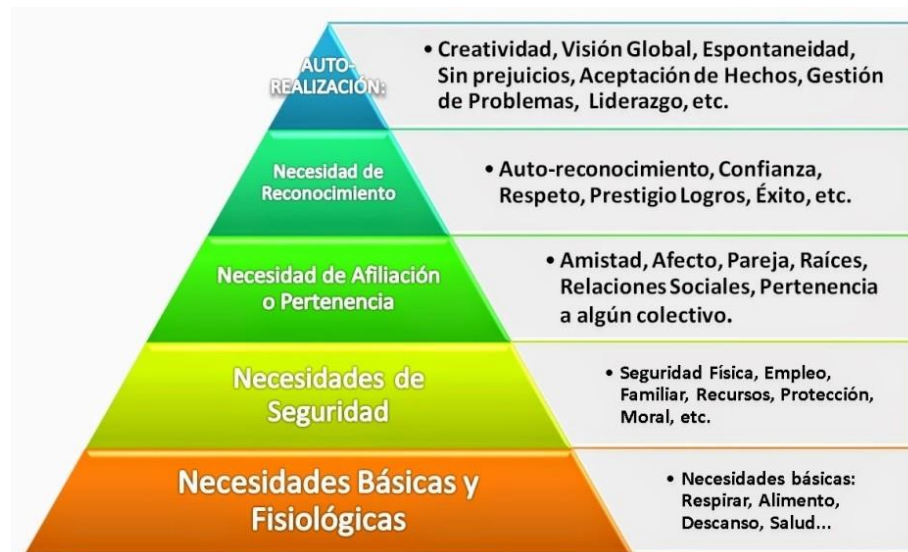 AUTO-
REALIZACIÓN:
• Creatividad, Visión Global, Espontaneidad,
Sin prejuicios, Aceptación de Hechos, Gestión
de Problemas, Liderazgo, etc.
Necesidad de
Reconocimiento
• Auto-reconocimiento, Confianza,
Respeto, Prestigio Logros, Éxito, etc.
Necesidad de Afiliación
o Pertenencia
• Amistad, Afecto, Pareja, Raíces,
Relaciones Sociales, Pertenencia
a algún colectivo.
Necesidades de
Seguridad
• Seguridad Física, Empleo,
Familiar, Recursos, Protección,
Moral, etc.
Necesidades Básicas y
Fisiológicas
• Necesidades básicas:
Respirar, Alimento,
Descanso, Salud...